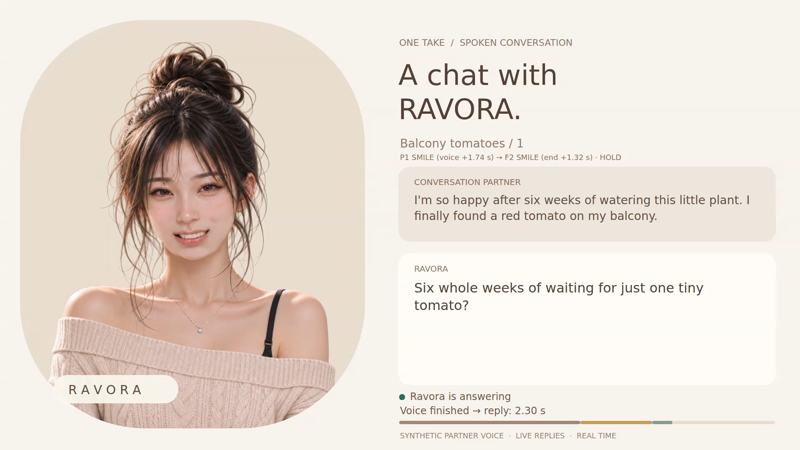 ONE TAKE / SPOKEN CONVERSATION
A chat with
RAVORA.
Balcony tomatoes / 1
P1 SMILE (voice +1.74 s) → F2 SMILE (end +1.32 s) · HOLD
CONVERSATION PARTNER
I'm so happy after six weeks of watering this little plant. I
finally found a red tomato on my balcony.
RAVORA
Six whole weeks of waiting for just one tiny
tomato?
RAVORA
Ravora is answering
Voice finished → reply: 2.30 s
SYNTHETIC PARTNER VOICE · LIVE REPLIES · REAL TIME